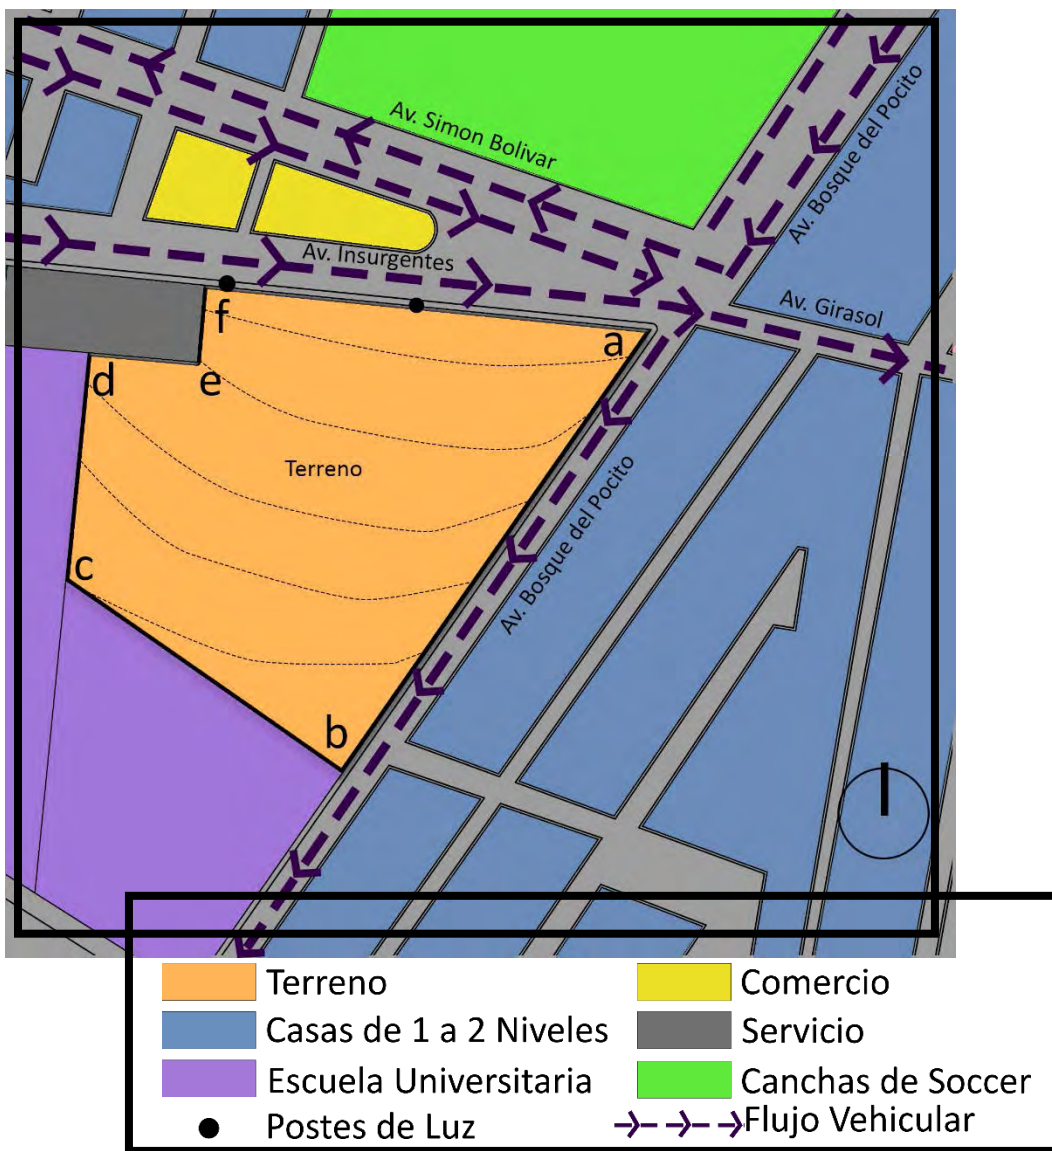 Av. Simon Bolivar
Av. Bosque del Pocito
Av. Insurgentes
Av. Girasol
f
a
d
e
Terreno
Av. Bosque del Pocito
c
b
Terreno
Comercio
Casas de 1 a 2 Niveles
Servicio
Escuela Universitaria
Canchas de Soccer
Postes de Luz
Flujo Vehicular